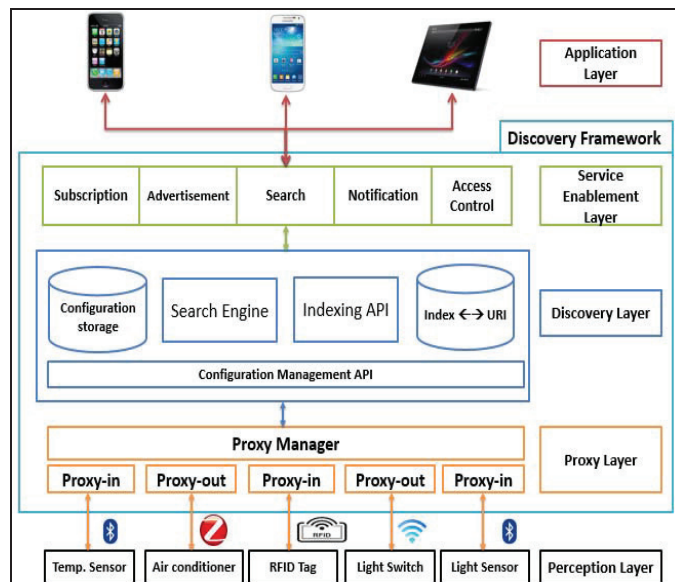 Application
Layer
Discovery Framework
Subscription
Advertisement
Search
Notification
Access
Control
Service
Enablement
Layer
Configuration
storage
Search Engine
Indexing API
Index ←→ URI
Discovery Layer
Configuration Management API
Proxy Manager
Proxy Layer
Proxy-in
Proxy-out
Proxy-in
Proxy-out
Proxy-in
RFID
Temp. Sensor
Air conditioner
RFID Tag
Light Switch
Light Sensor
Perception Layer